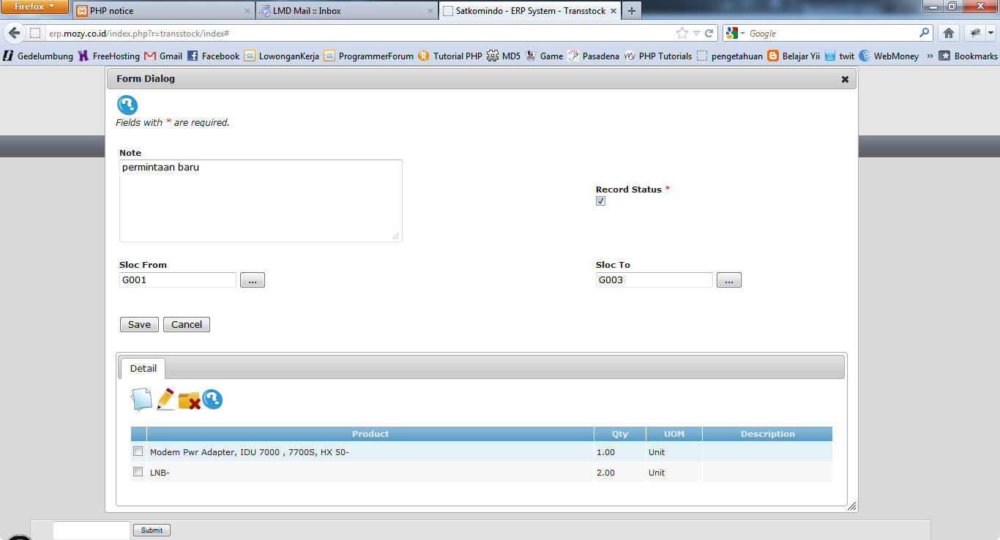 Firefox
PHP notice
LMD Mail :: Inbox
Satkomindo - ERP System - Transstock
erp.mozy.co.id/index.php?r=transstock/index#
Google
Gedelumbung
FreeHosting
Gmail
Facebook
LowonganKerja
ProgrammerForum
Tutorial PHP
MD5
Game
Pasadena
PHP Tutorials
pengetahuan
Belajar Yii
twit
WebMoney
»
Bookmarks
Form Dialog
Fields with * are required.
Note
permintaan baru
Record Status *
Sloc From
Sloc To
G001 ...
G003 ...
Save Cancel
Detail
Product Qty UOM Description
Modem Pwr Adapter, IDU 7000 , 7700S, HX 50- 1.00 Unit
LNB- 2.00 Unit
Submit